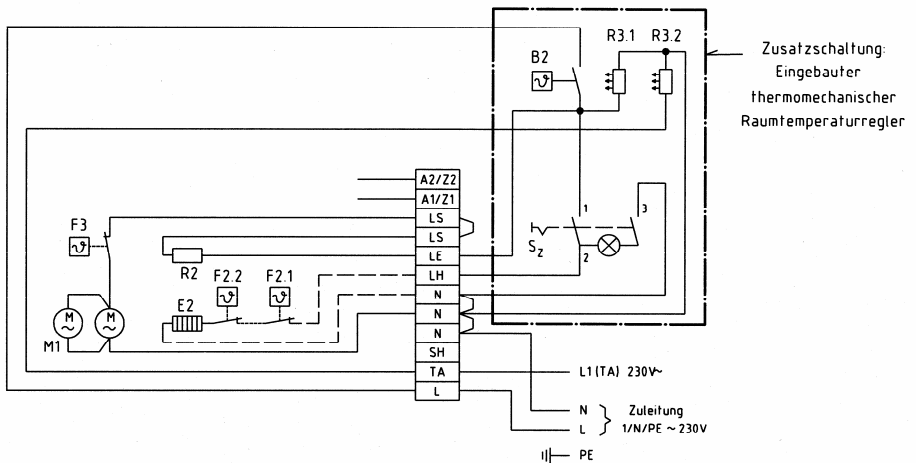 R3.1 R3.2
B2
Zusatzschaltung:
Eingebauter
thermomechanischer
Raumtemperaturregler
ϑ
A2/Z2
A1/Z1
LS
LS
LE
LH
N
N
N
SH
TA
L
1
3
Sz
2
F3
ϑ
R2
F2.2 F2.1
ϑ ϑ
E2
M ~
M ~
M1
L1(TA) 230V~
N
L
Zuleitung
1/N/PE ~ 230V
PE